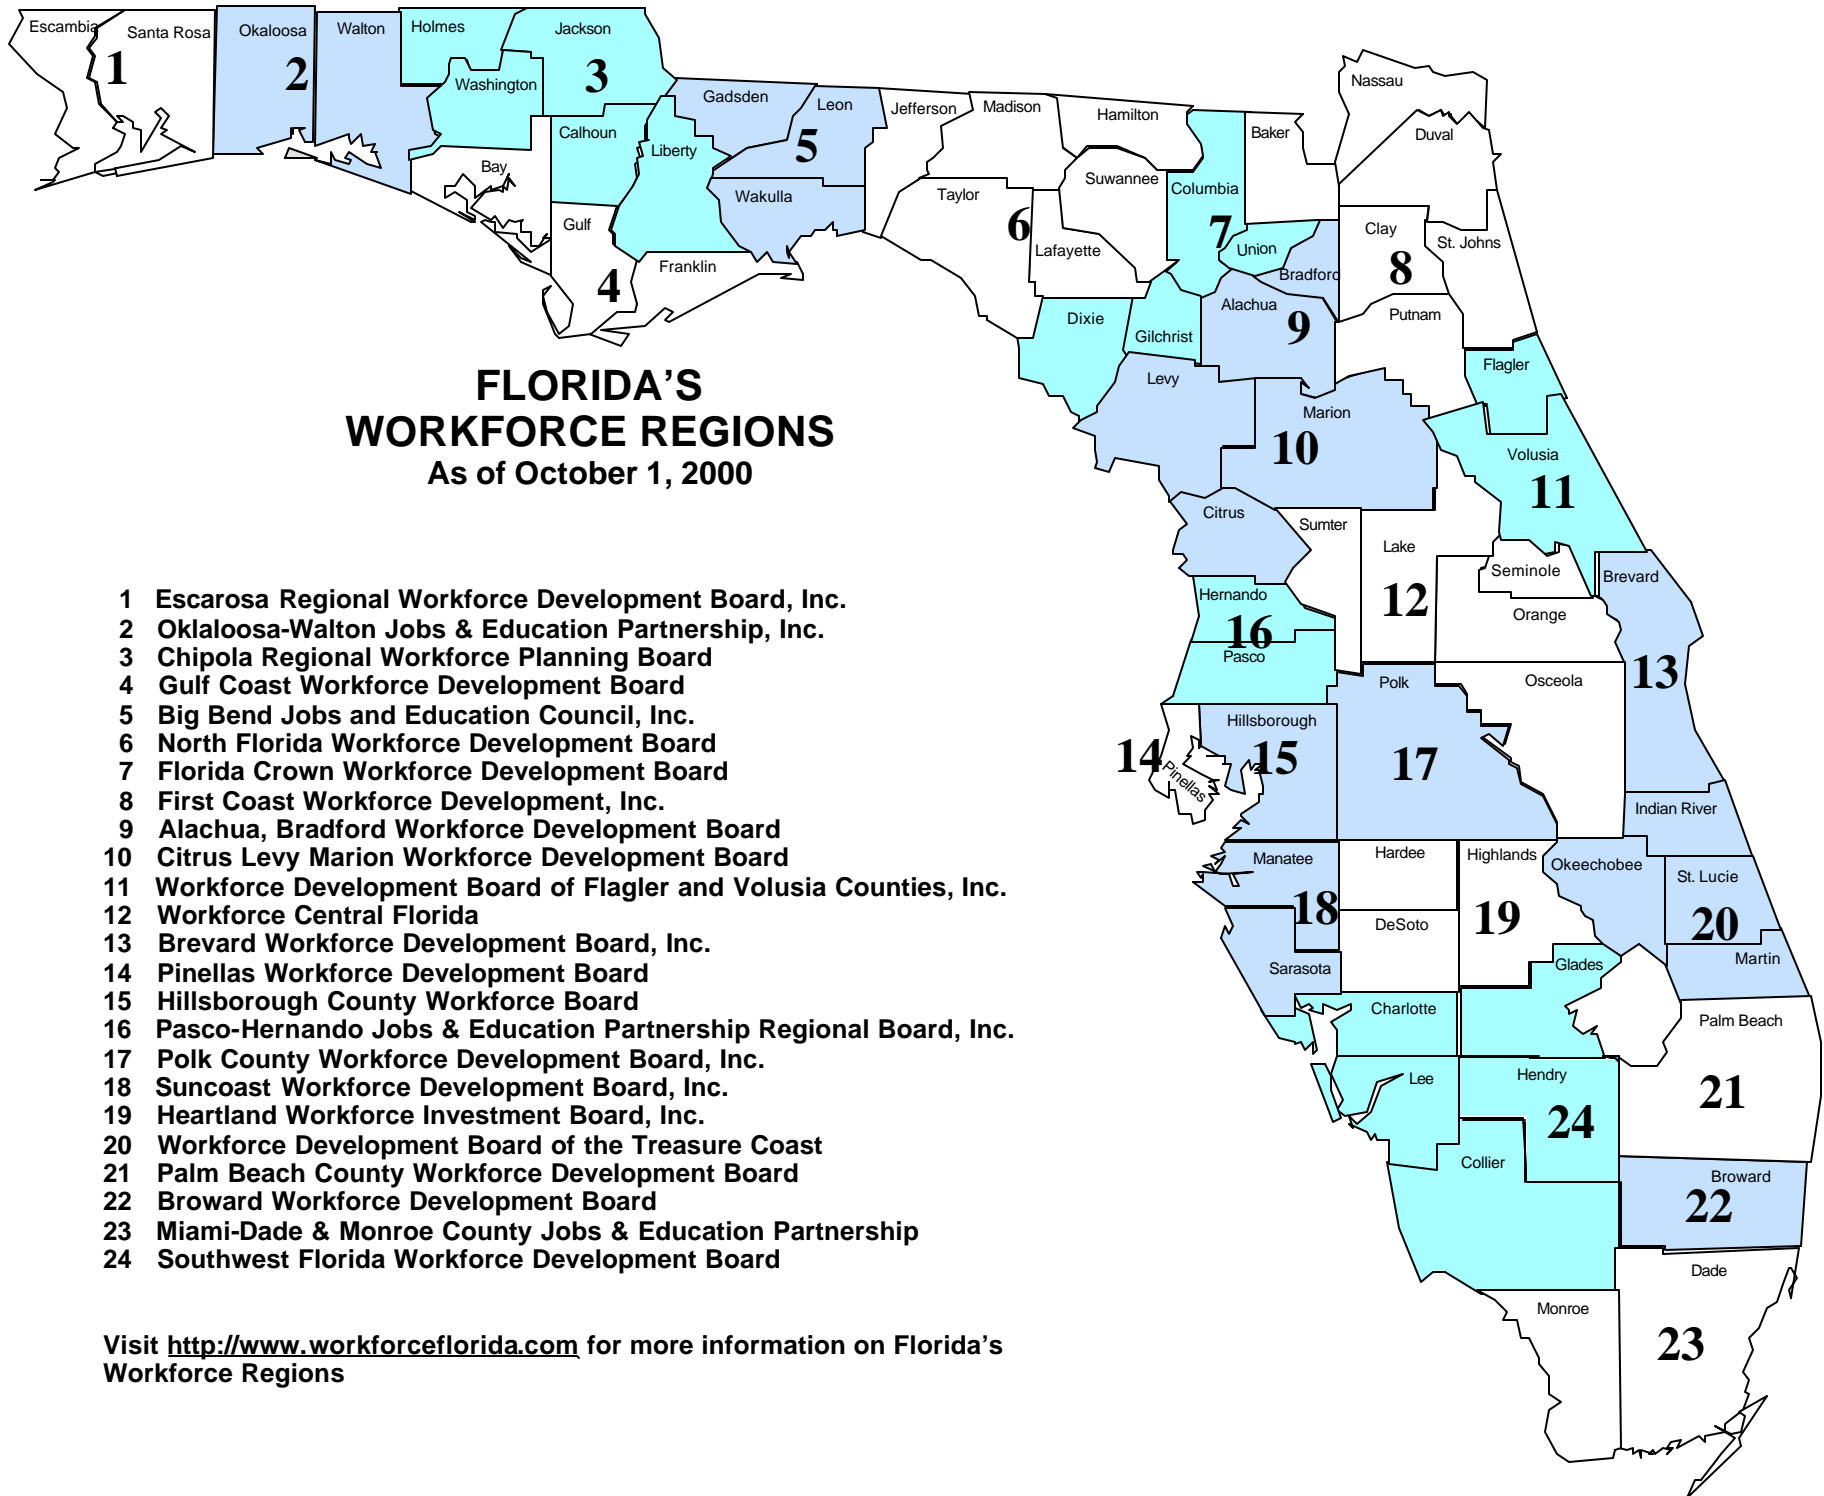 Escambia
Santa Rosa
Okaloosa
Walton
Holmes
Jackson
1
2
3
Washington
Gadsden
Leon
Jefferson
Madison
Hamilton
Nassau
Calhoun
Baker
Duval
Liberty
5
Bay
Suwannee
Columbia
Wakulla
Taylor
6
7
Gulf
Lafayette
Union
Clay
St. Johns
Franklin
4
Bradford
8
Alachua
9
Dixie
Gilchrist
Putnam
Levy
Flagler
FLORIDA'S
WORKFORCE REGIONS
As of October 1, 2000
Marion
10
Volusia
11
Citrus
Sumter
Lake
Seminole
Brevard
Hernando
12
Orange
16
Pasco
Polk
Osceola
13
Hillsborough
14
15
17
Pinellas
Indian River
Manatee
Hardee
Highlands
Okeechobee
St. Lucie
18
19
20
DeSoto
Sarasota
Glades
Martin
Charlotte
Palm Beach
Lee
Hendry
21
24
Collier
Broward
22
Dade
Monroe
23
1 Escarosa Regional Workforce Development Board, Inc.
2 Oklaloosa-Walton Jobs & Education Partnership, Inc.
3 Chipola Regional Workforce Planning Board
4 Gulf Coast Workforce Development Board
5 Big Bend Jobs and Education Council, Inc.
6 North Florida Workforce Development Board
7 Florida Crown Workforce Development Board
8 First Coast Workforce Development, Inc.
9 Alachua, Bradford Workforce Development Board
10 Citrus Levy Marion Workforce Development Board
11 Workforce Development Board of Flagler and Volusia Counties, Inc.
12 Workforce Central Florida
13 Brevard Workforce Development Board, Inc.
14 Pinellas Workforce Development Board
15 Hillsborough County Workforce Board
16 Pasco-Hernando Jobs & Education Partnership Regional Board, Inc.
17 Polk County Workforce Development Board, Inc.
18 Suncoast Workforce Development Board, Inc.
19 Heartland Workforce Investment Board, Inc.
20 Workforce Development Board of the Treasure Coast
21 Palm Beach County Workforce Development Board
22 Broward Workforce Development Board
23 Miami-Dade & Monroe County Jobs & Education Partnership
24 Southwest Florida Workforce Development Board
Visit http://www.workforceflorida.com for more information on Florida's
Workforce Regions